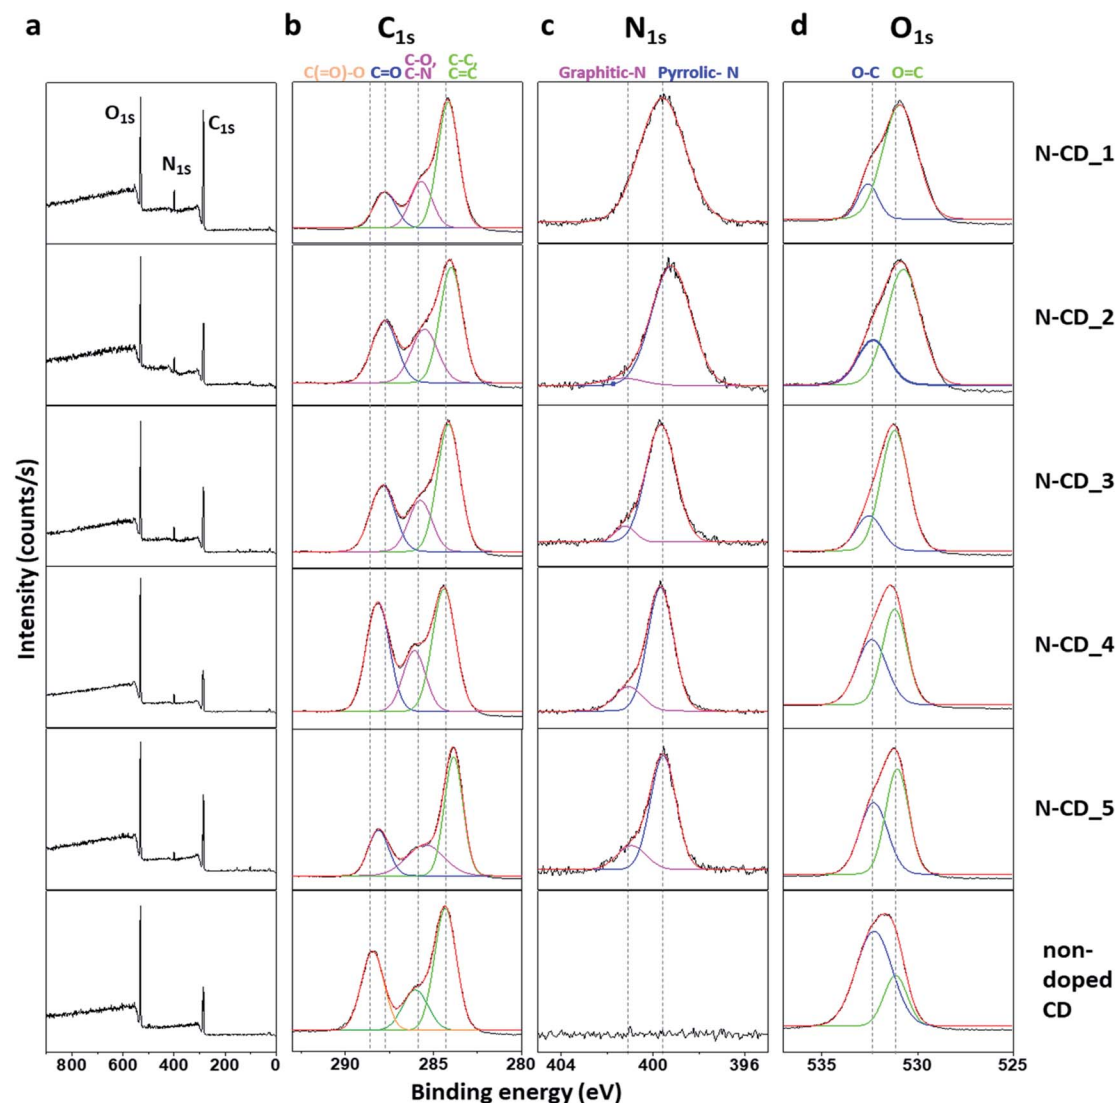 a b C1s c N1s d O1s
C(=O)-O C=O C-O, C-N C-C, C=C Graphitic-N Pyrrolic- N O-C O=C
O1s N1s C1s
N-CD_1
N-CD_2
N-CD_3
N-CD_4
N-CD_5
non-
doped
CD
Intensity (counts/s)
800 600 400 200 0 290 285 280 404 400 396 535 530 525
Binding energy (eV)